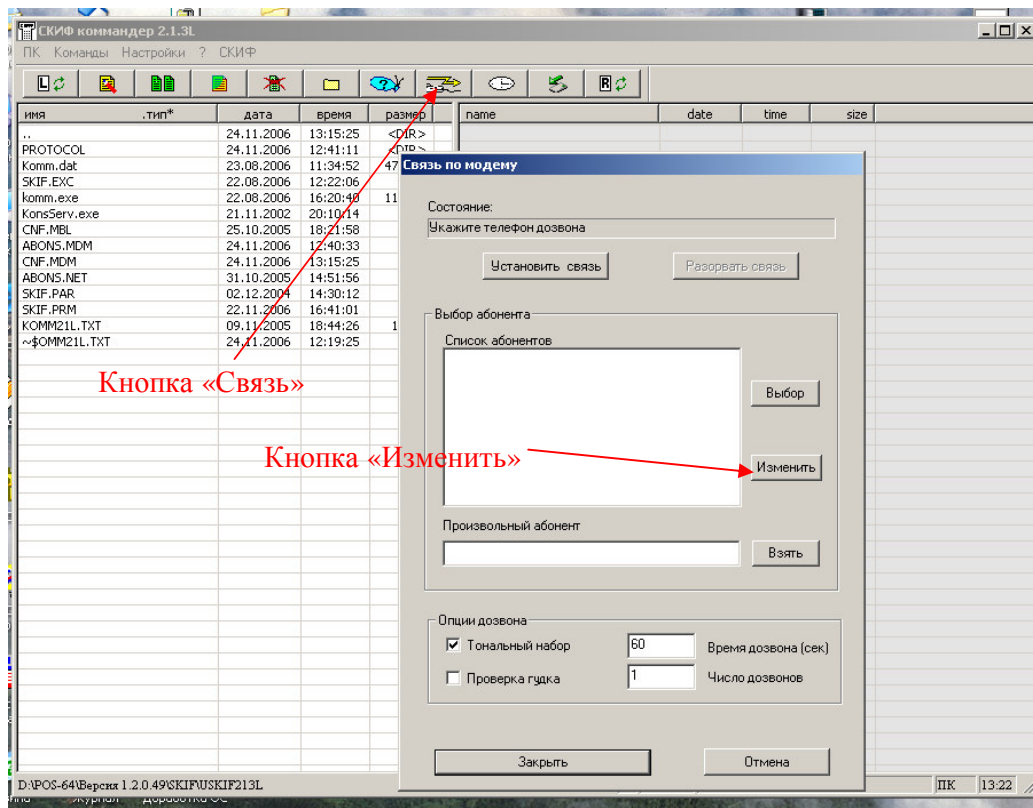 СКИФ коммандер 2.1.3L
ПК Команды Настройки ? СКИФ
L R
имя .тип* дата время размер name date time size
.. 24.11.2006 13:15:25 <DIR>
PROTOCOL 24.11.2006 12:41:11 <DIR>
Komm.dat 23.08.2006 11:34:52 47
SKIF.EXC 22.08.2006 12:22:06
komm.exe 22.08.2006 16:20:40 11
KonsServ.exe 21.11.2002 20:10:14
CNF.MBL 25.10.2005 18:21:58
ABONS.MDM 24.11.2006 12:40:33
CNF.MDM 24.11.2006 13:15:25
ABONS.NET 31.10.2005 14:51:56
SKIF.PAR 02.12.2004 14:30:12
SKIF.PRM 22.11.2006 16:41:01
KOMM21L.TXT 09.11.2005 18:44:26 1
~$OMM21L.TXT 24.11.2006 12:19:25
Кнопка «Связь»
Кнопка «Изменить»
Связь по модему
Состояние:
Укажите телефон дозвона
Установить связь Разорвать связь
Выбор абонента
Список абонентов
Выбор
Изменить
Произвольный абонент
Взять
Опции дозвона
Тональный набор 60 Время дозвона (сек)
Проверка гудка 1 Число дозвонов
Закрыть Отмена
D:\POS-64\Версия 1.2.0.49\SKIF\USKIF213L ПК 13:22